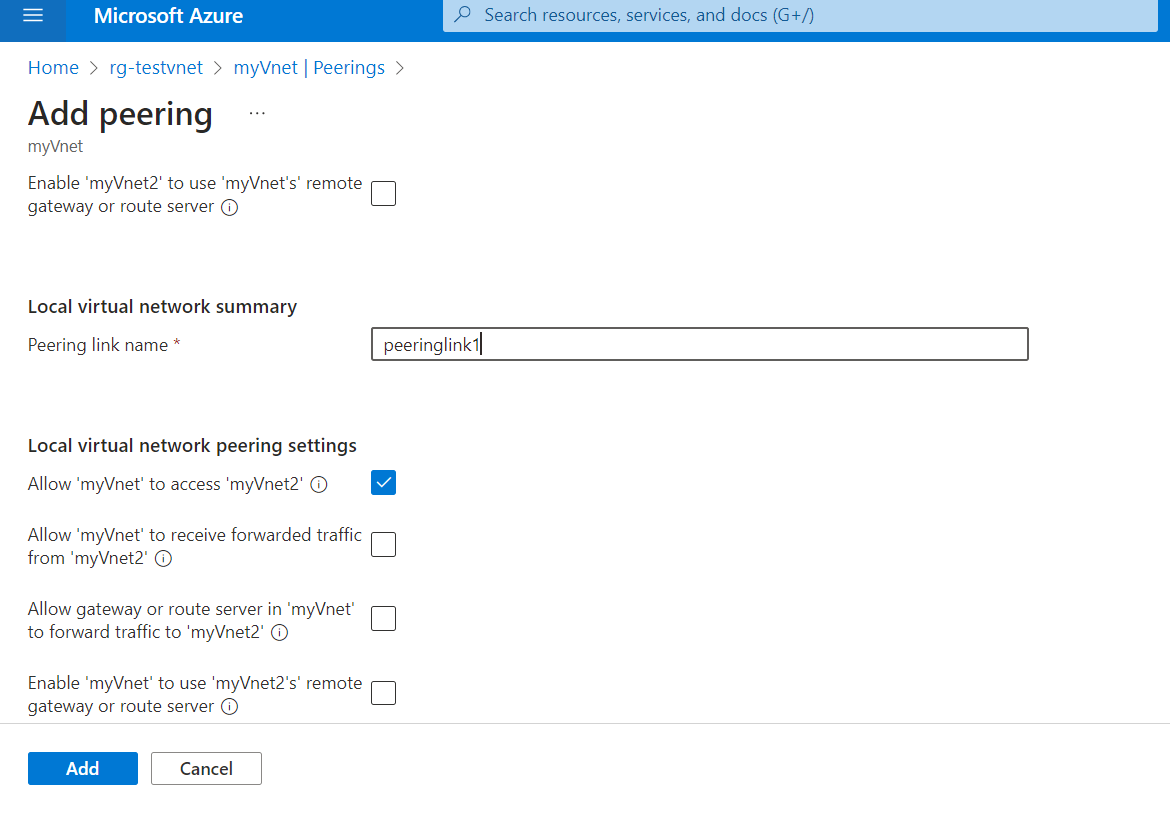 Microsoft Azure
Search resources, services, and docs (G+/)
Home > rg-testvnet > myVnet | Peerings >
Add peering ...
myVnet
Enable 'myVnet2' to use 'myVnet's' remote
gateway or route server
Local virtual network summary
Peering link name *
peeringlink1
Local virtual network peering settings
Allow 'myVnet' to access 'myVnet2'
Allow 'myVnet' to receive forwarded traffic
from 'myVnet2'
Allow gateway or route server in 'myVnet'
to forward traffic to 'myVnet2'
Enable 'myVnet' to use 'myVnet2's' remote
gateway or route server
Add
Cancel